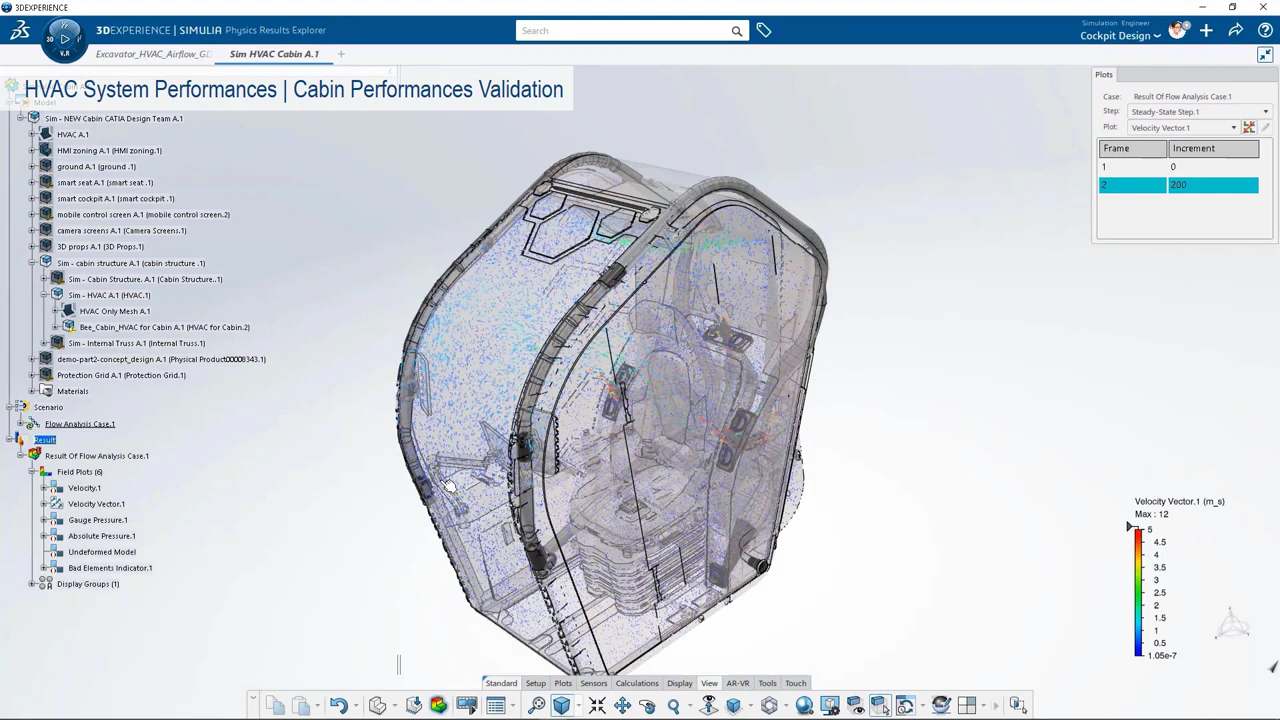 3DEXPERIENCE
3DEXPERIENCE | SIMULIA Physics Results Explorer
Search
Simulation Engineer
Cockpit Design
V.R
Excavator_HVAC_Airflow_GD
Sim HVAC Cabin A.1
HVAC System Performances | Cabin Performances Validation
Model
Sim - NEW Cabin CATIA Design Team A.1
HVAC A.1
HMI zoning A.1 (HMI zoning.1)
ground A.1 (ground .1)
smart seat A.1 (smart seat .1)
smart cockpit A.1 (smart cockpit .1)
mobile control screen A.1 (mobile control screen.2)
camera screens A.1 (Camera Screens.1)
3D props A.1 (3D Props.1)
Sim - cabin structure A.1 (cabin structure .1)
Sim - Cabin Structure. A.1 (Cabin Structure..1)
Sim - HVAC A.1 (HVAC.1)
HVAC Only Mesh A.1
Bee_Cabin_HVAC for Cabin A.1 (HVAC for Cabin.2)
Sim - Internal Truss A.1 (Internal Truss.1)
demo-part2-concept_design A.1 (Physical Product00008343.1)
Protection Grid A.1 (Protection Grid.1)
Materials
Scenario
Flow Analysis Case.1
Result
Result Of Flow Analysis Case.1
Field Plots (6)
Velocity.1
Velocity Vector.1
Gauge Pressure.1
Absolute Pressure.1
Undeformed Model
Bad Elements Indicator.1
Display Groups (1)
Plots
Case: Result Of Flow Analysis Case.1
Step: Steady-State Step.1
Plot: Velocity Vector.1
Frame Increment
1 0
2 200
Velocity Vector.1 (m_s)
Max : 12
5
4.5
4
3.5
3
2.5
2
1.5
1
0.5
1.05e-7
Standard Setup Plots Sensors Calculations Display View AR-VR Tools Touch